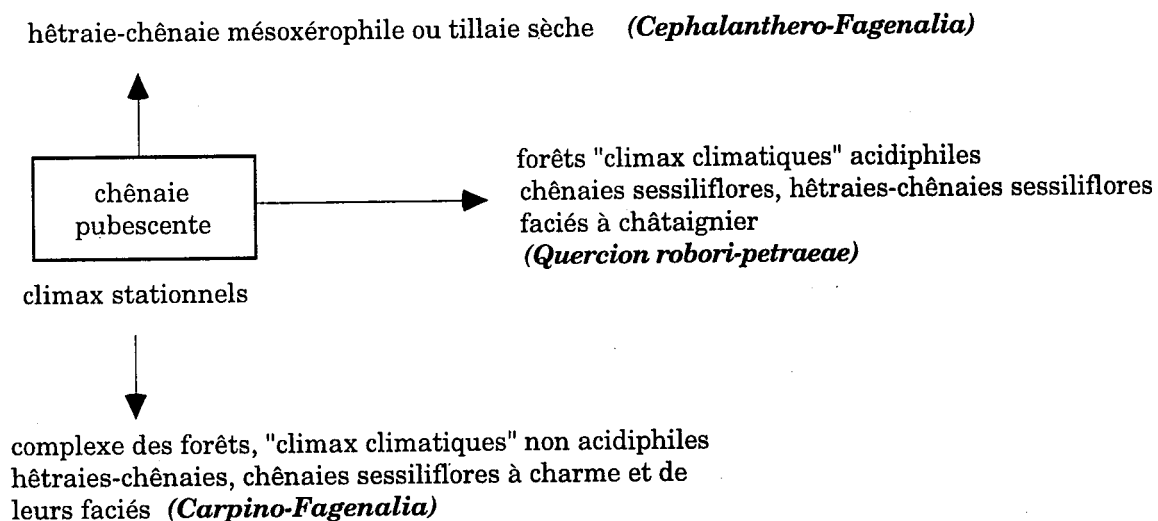 hêtraie-chênaie mésoxérophile ou tillaie sèche (Cephalanthero-Fagenalia)
chênaie
pubescente
forêts "climax climatiques" acidiphiles
chênaies sessiliflores, hêtraies-chênaies sessiliflores
faciés à châtaignier
(Quercion robori-petraeae)
climax stationnels
complexe des forêts, "climax climatiques" non acidiphiles
hêtraies-chênaies, chênaies sessiliflores à charme et de
leurs faciés (Carpino-Fagenalia)